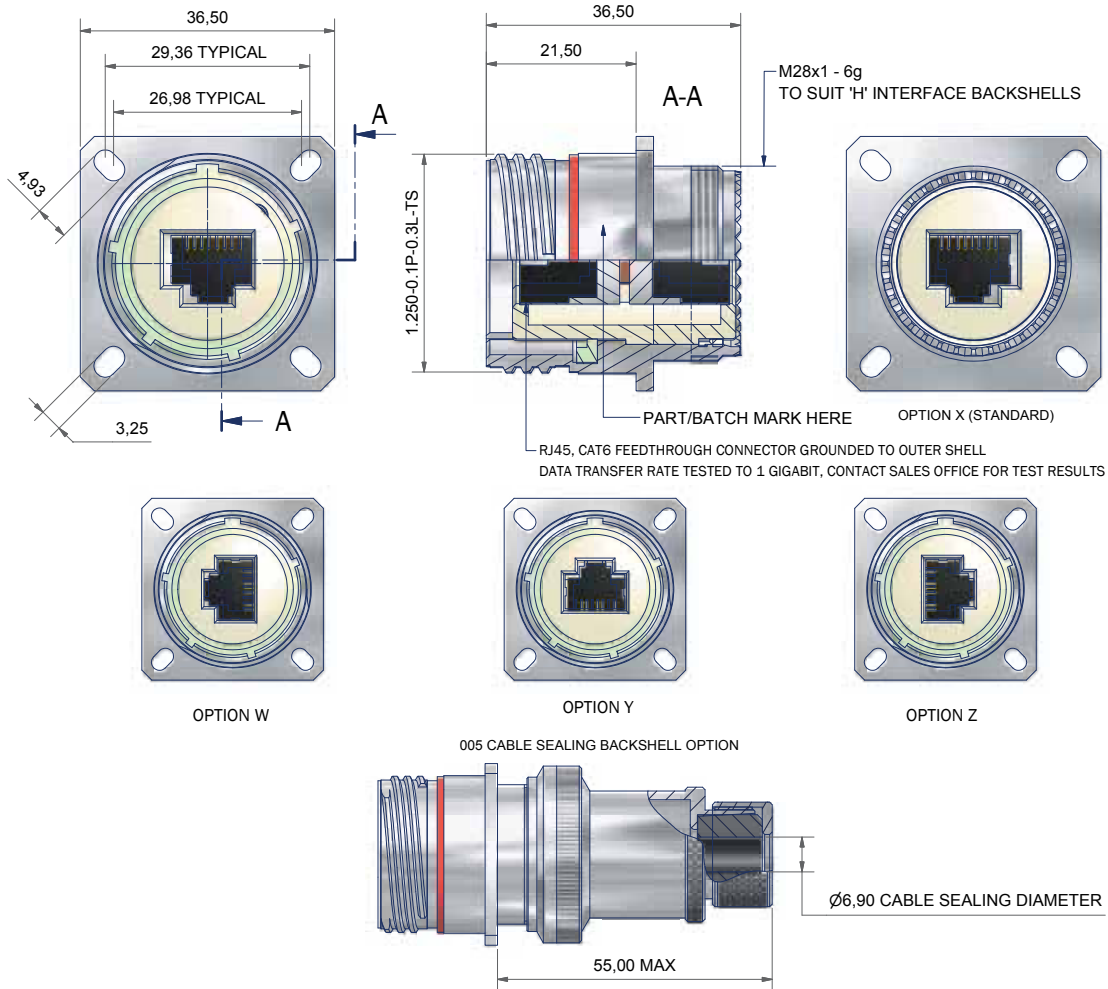 36,50
29,36 TYPICAL
26,98 TYPICAL
A
4,93
3,25
A
36,50
21,50
A-A
M28x1 - 6g
TO SUIT 'H' INTERFACE BACKSHELLS
1.250-0.1P-0.3L-TS
PART/BATCH MARK HERE
OPTION X (STANDARD)
RJ45, CAT6 FEEDTHROUGH CONNECTOR GROUNDED TO OUTER SHELL
DATA TRANSFER RATE TESTED TO 1 GIGABIT, CONTACT SALES OFFICE FOR TEST RESULTS
OPTION W
OPTION Y
OPTION Z
005 CABLE SEALING BACKSHELL OPTION
Ø6,90 CABLE SEALING DIAMETER
55,00 MAX